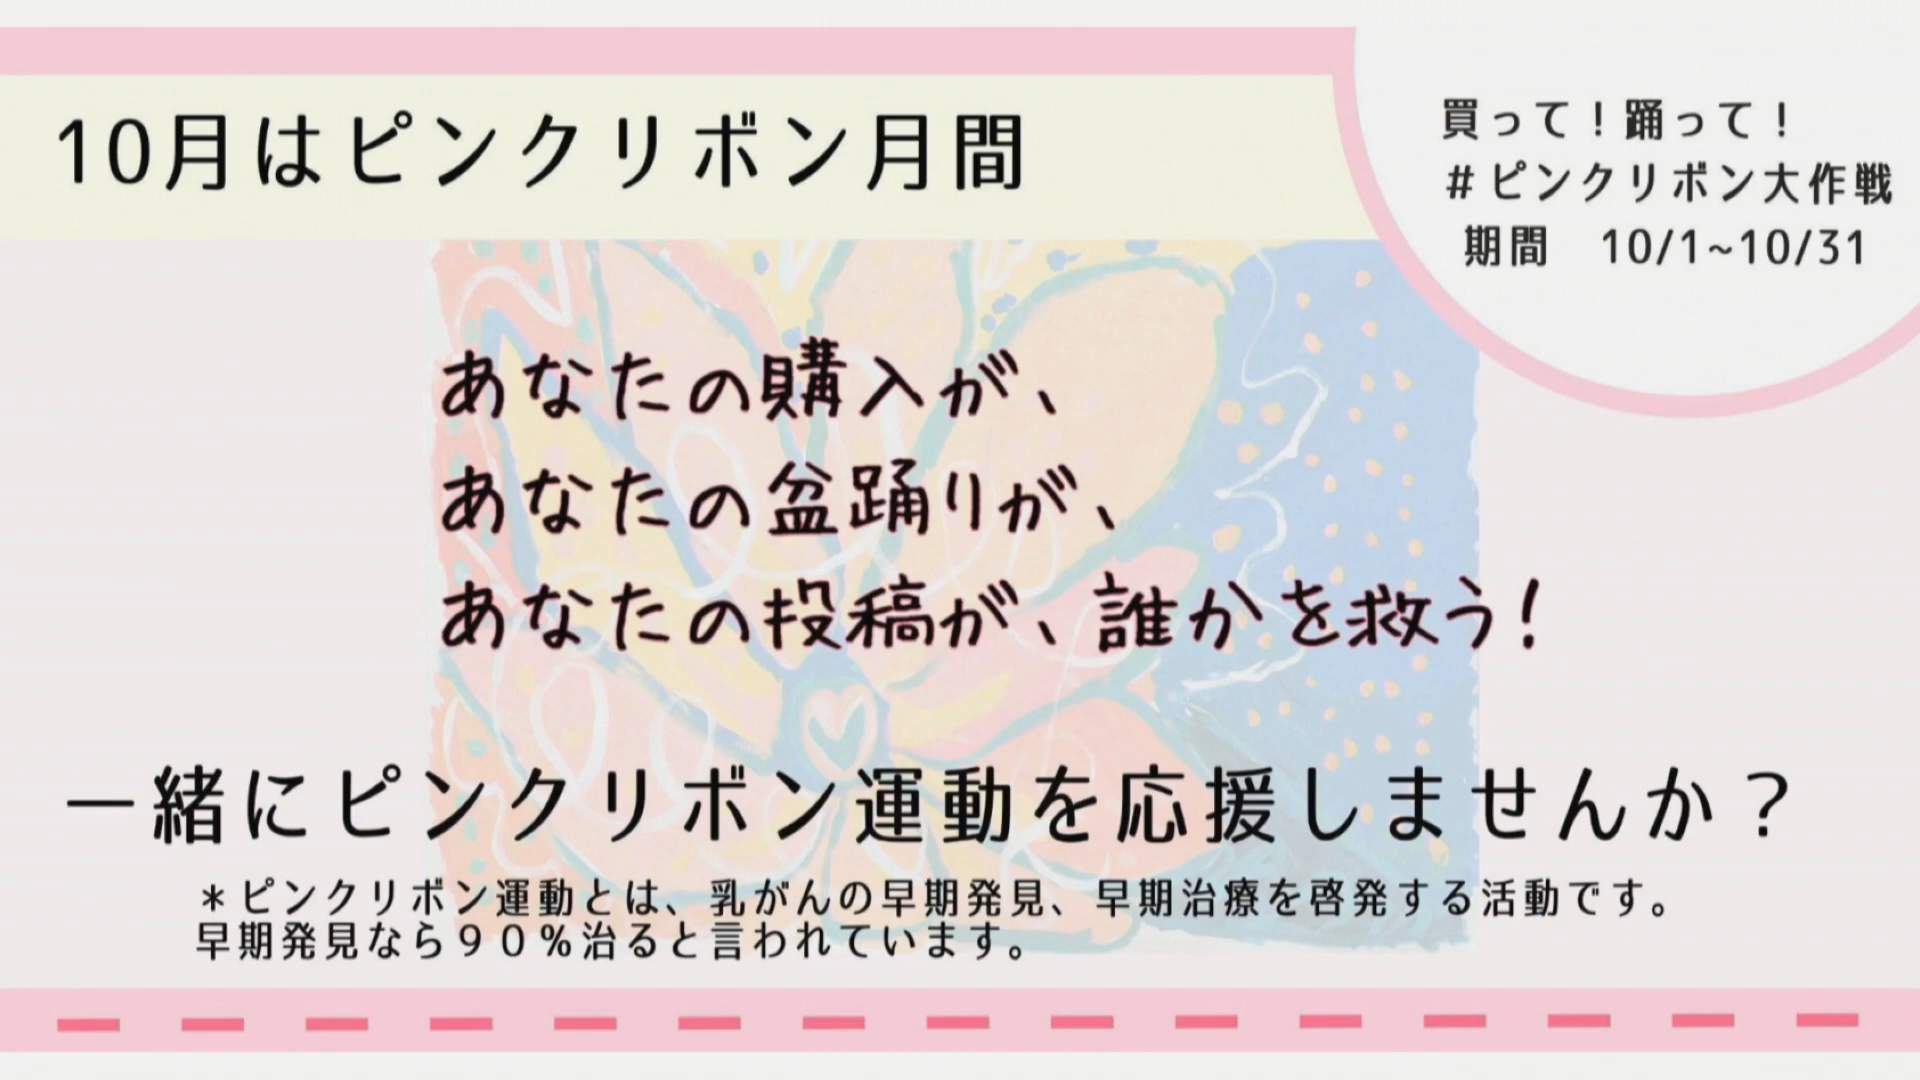 10月はピンクリボン月間
買って！踊って！
#ピンクリボン大作戦
期間　10/1~10/31
あなたの購入が、
あなたの盆踊りが、
あなたの投稿が、誰かを救う！
一緒にピンクリボン運動を応援しませんか？
＊ピンクリボン運動とは、乳がんの早期発見、早期治療を啓発する活動です。
早期発見なら９０％治ると言われています。